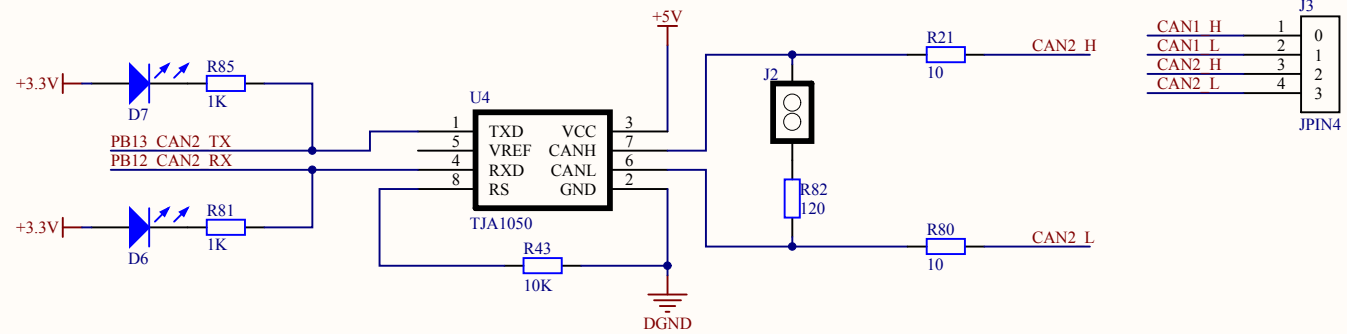 +5V
J3
CAN1_H 1 0
CAN1_L 2 1
CAN2_H 3 2
CAN2_L 4 3
JPIN4
R21
10
CAN2_H
+3.3V
D7
R85
1K
J2
U4
PB13_CAN2_TX
PB12_CAN2_RX
1 TXD VCC 3
5 VREF CANH 7
4 RXD CANL 6
8 RS GND 2
TJA1050
R82
120
+3.3V
D6
R81
1K
R43
10K
R80
10
CAN2_L
DGND